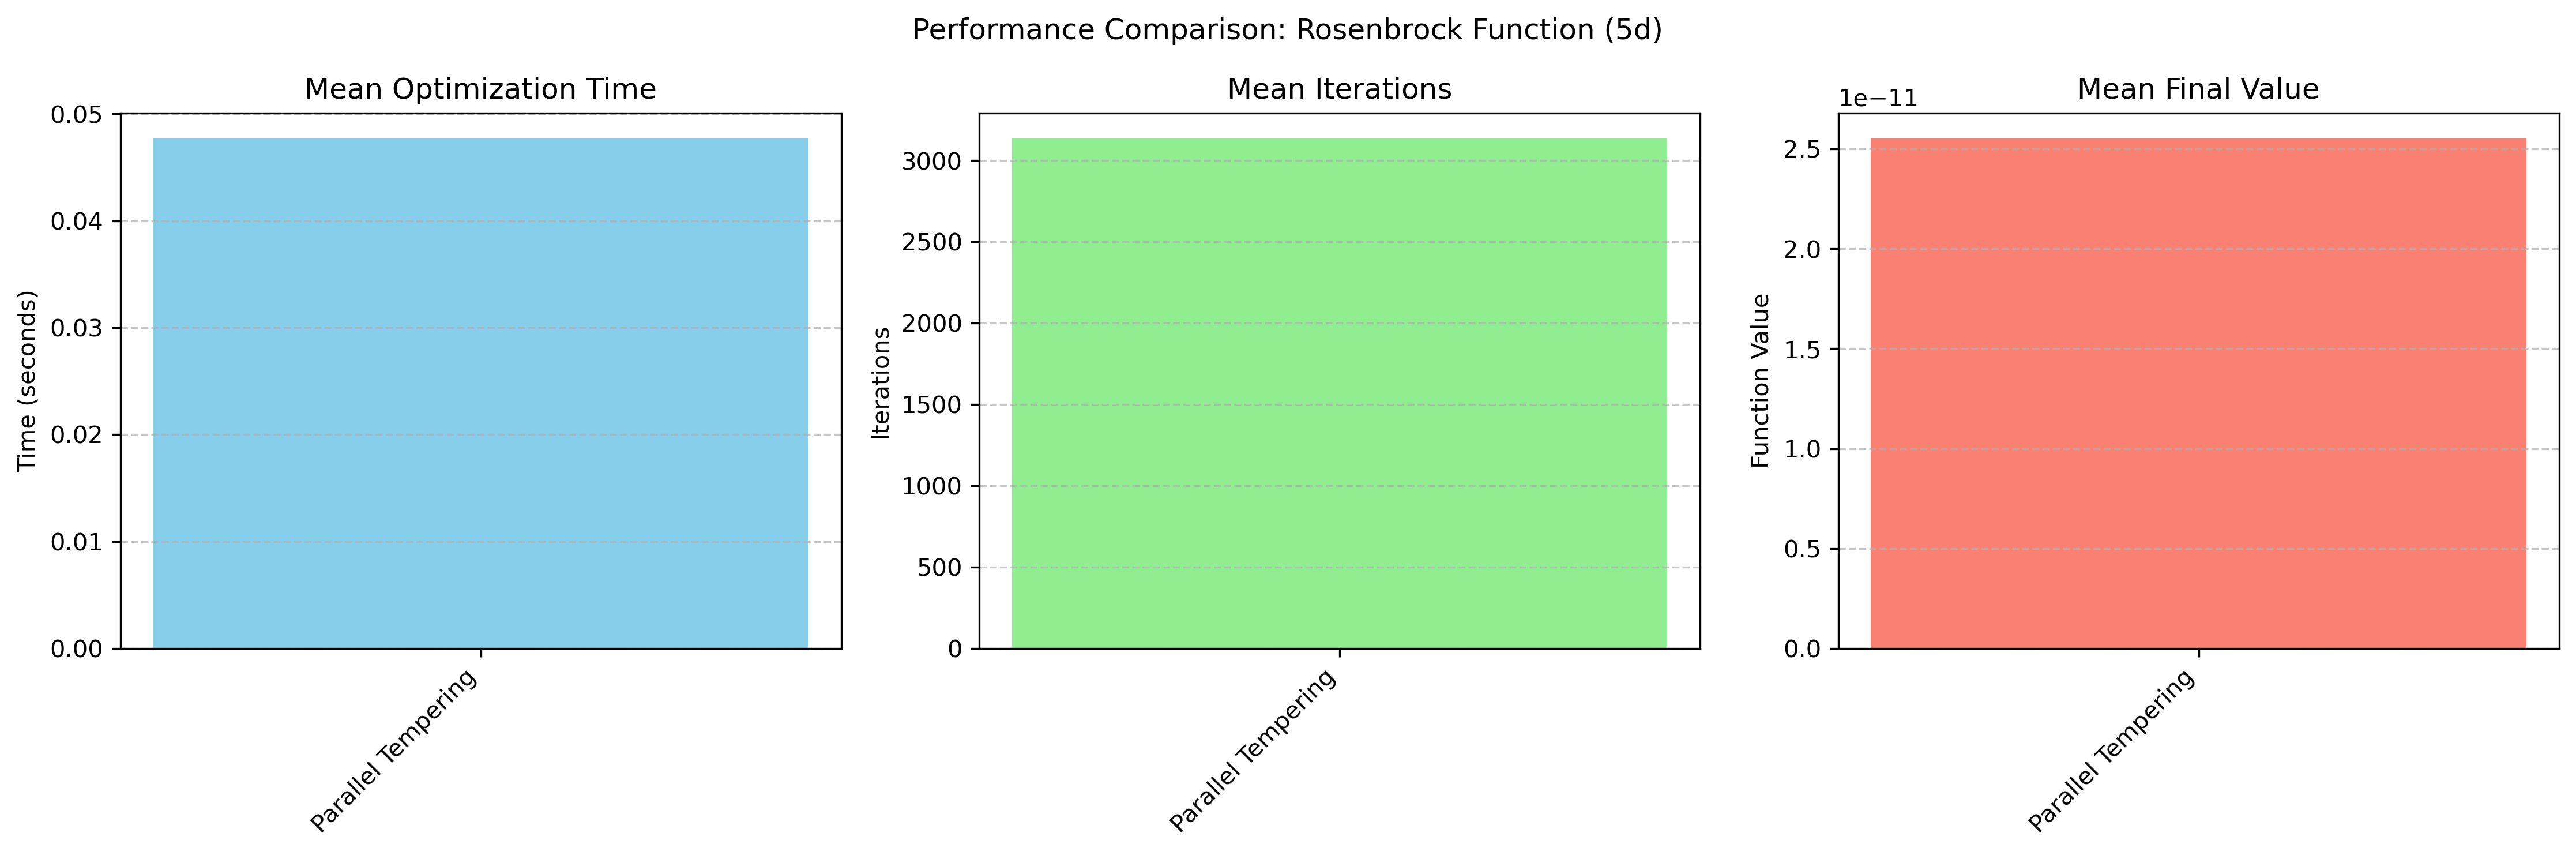 Performance Comparison: Rosenbrock Function (5d)
Mean Optimization Time
0.05
0.04
0.03
0.02
0.01
0.00
Time (seconds)
Parallel Tempering
Mean Iterations
3000
2500
2000
1500
1000
500
0
Iterations
Parallel Tempering
Mean Final Value
1e−11
2.5
2.0
1.5
1.0
0.5
0.0
Function Value
Parallel Tempering